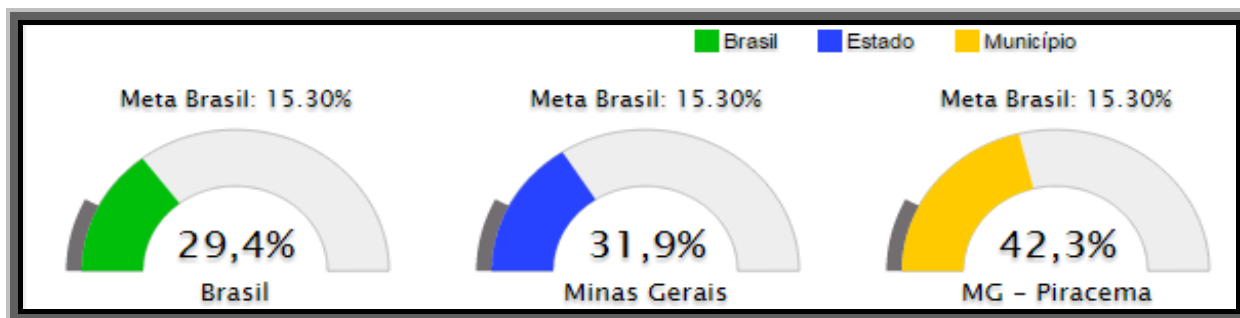 Brasil Estado Município
Meta Brasil: 15.30% Meta Brasil: 15.30% Meta Brasil: 15.30%
29,4% 31,9% 42,3%
Brasil Minas Gerais MG – Piracema